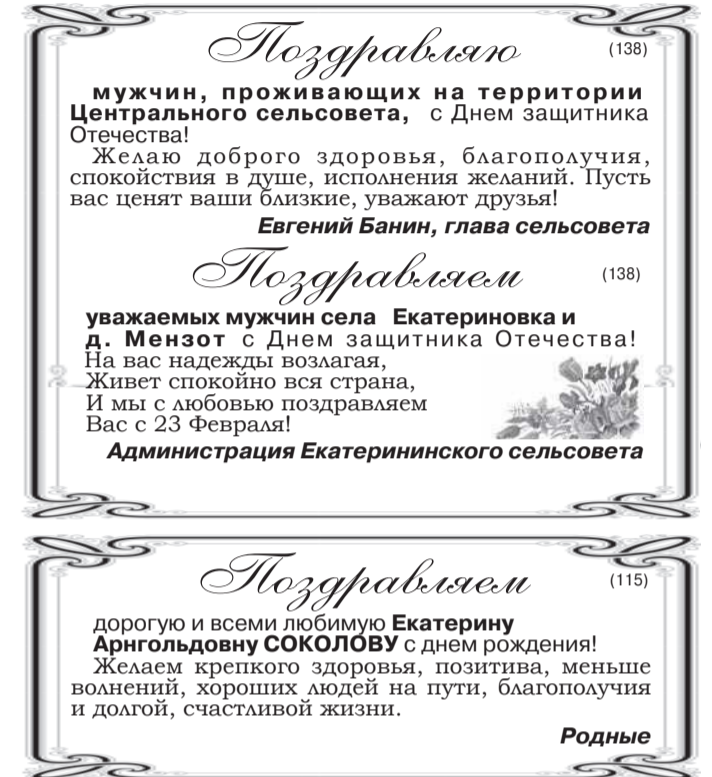 Поздравляю (138)
мужчин, проживающих на территории
Центрального сельсовета, с Днем защитника
Отечества!
Желаю доброго здоровья, благополучия,
спокойствия в душе, исполнения желаний. Пусть
вас ценят ваши близкие, уважают друзья!
Евгений Банин, глава сельсовета
Поздравляем (138)
уважаемых мужчин села Екатериновка и
д. Мензот с Днем защитника Отечества!
На вас надежды возлагая,
Живет спокойно вся страна,
И мы с любовью поздравляем
Вас с 23 Февраля!
Администрация Екатерининского сельсовета
Поздравляем (115)
дорогую и всеми любимую Екатерину
Арнгольдовну СОКОЛОВУ с днем рождения!
Желаем крепкого здоровья, позитива, меньше
волнений, хороших людей на пути, благополучия
и долгой, счастливой жизни.
Родные